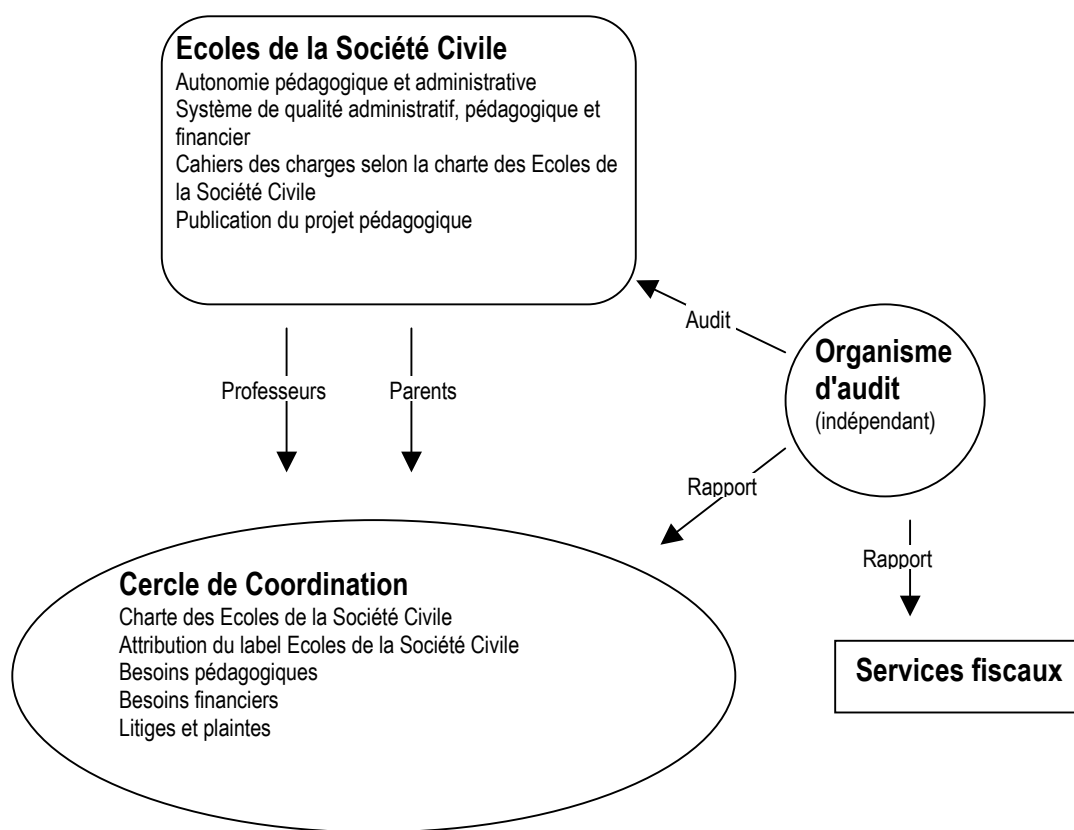 Ecoles de la Société Civile
Autonomie pédagogique et administrative
Système de qualité administratif, pédagogique et
financier
Cahiers des charges selon la charte des Ecoles de
la Société Civile
Publication du projet pédagogique
Audit
Organisme
d'audit
(indépendant)
Professeurs
Parents
Rapport
Rapport
Cercle de Coordination
Charte des Ecoles de la Société Civile
Attribution du label Ecoles de la Société Civile
Besoins pédagogiques
Besoins financiers
Litiges et plaintes
Services fiscaux